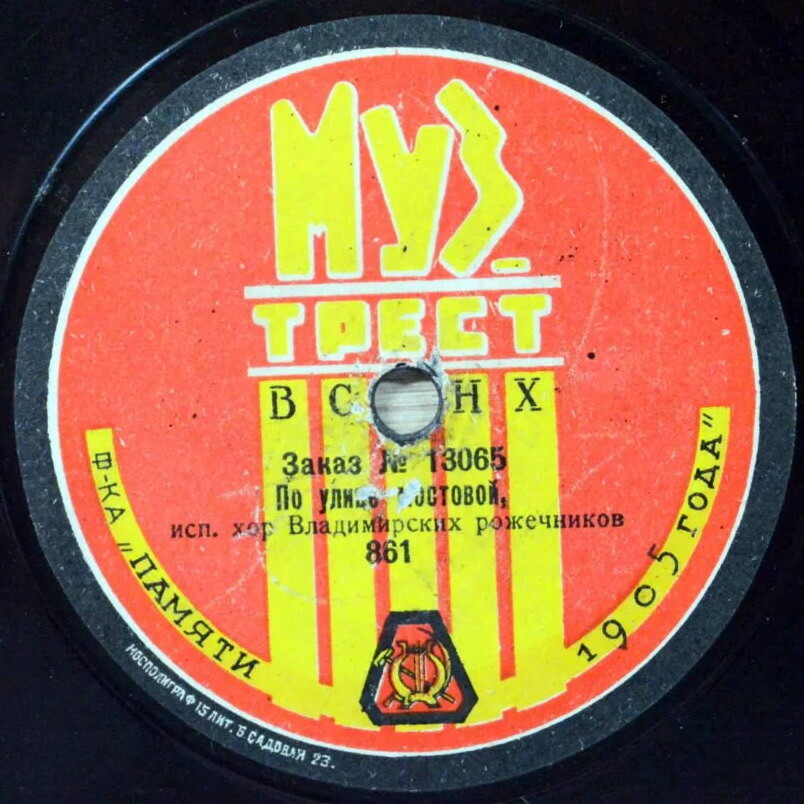 МУЗ-
ТРЕСТ
ВСНХ
Заказ № 13065
По улице мостовой,
исп. хор Владимирских рожечников
861
Ф-КА „ПАМЯТИ 1905 ГОДА"
МОСПОЛИГРАФ 15 ЛИТ. Б САДОВАЯ 23.